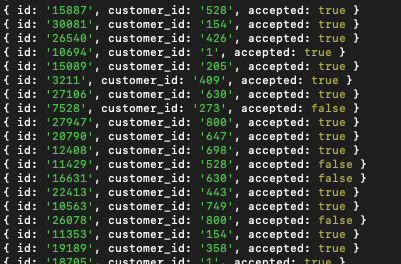 { id: '15887', customer_id: '528', accepted: true }
{ id: '30081', customer_id: '154', accepted: true }
{ id: '26540', customer_id: '426', accepted: true }
{ id: '10694', customer_id: '1', accepted: true }
{ id: '15089', customer_id: '205', accepted: true }
{ id: '3211', customer_id: '409', accepted: true }
{ id: '27106', customer_id: '630', accepted: true }
{ id: '7528', customer_id: '273', accepted: false }
{ id: '27947', customer_id: '800', accepted: true }
{ id: '20790', customer_id: '647', accepted: true }
{ id: '12408', customer_id: '698', accepted: true }
{ id: '11429', customer_id: '528', accepted: false }
{ id: '16631', customer_id: '630', accepted: false }
{ id: '22413', customer_id: '443', accepted: true }
{ id: '10563', customer_id: '749', accepted: true }
{ id: '26078', customer_id: '800', accepted: false }
{ id: '11353', customer_id: '154', accepted: true }
{ id: '19189', customer_id: '358', accepted: true }
{ id: '18705', customer_id: '1', accepted: true }